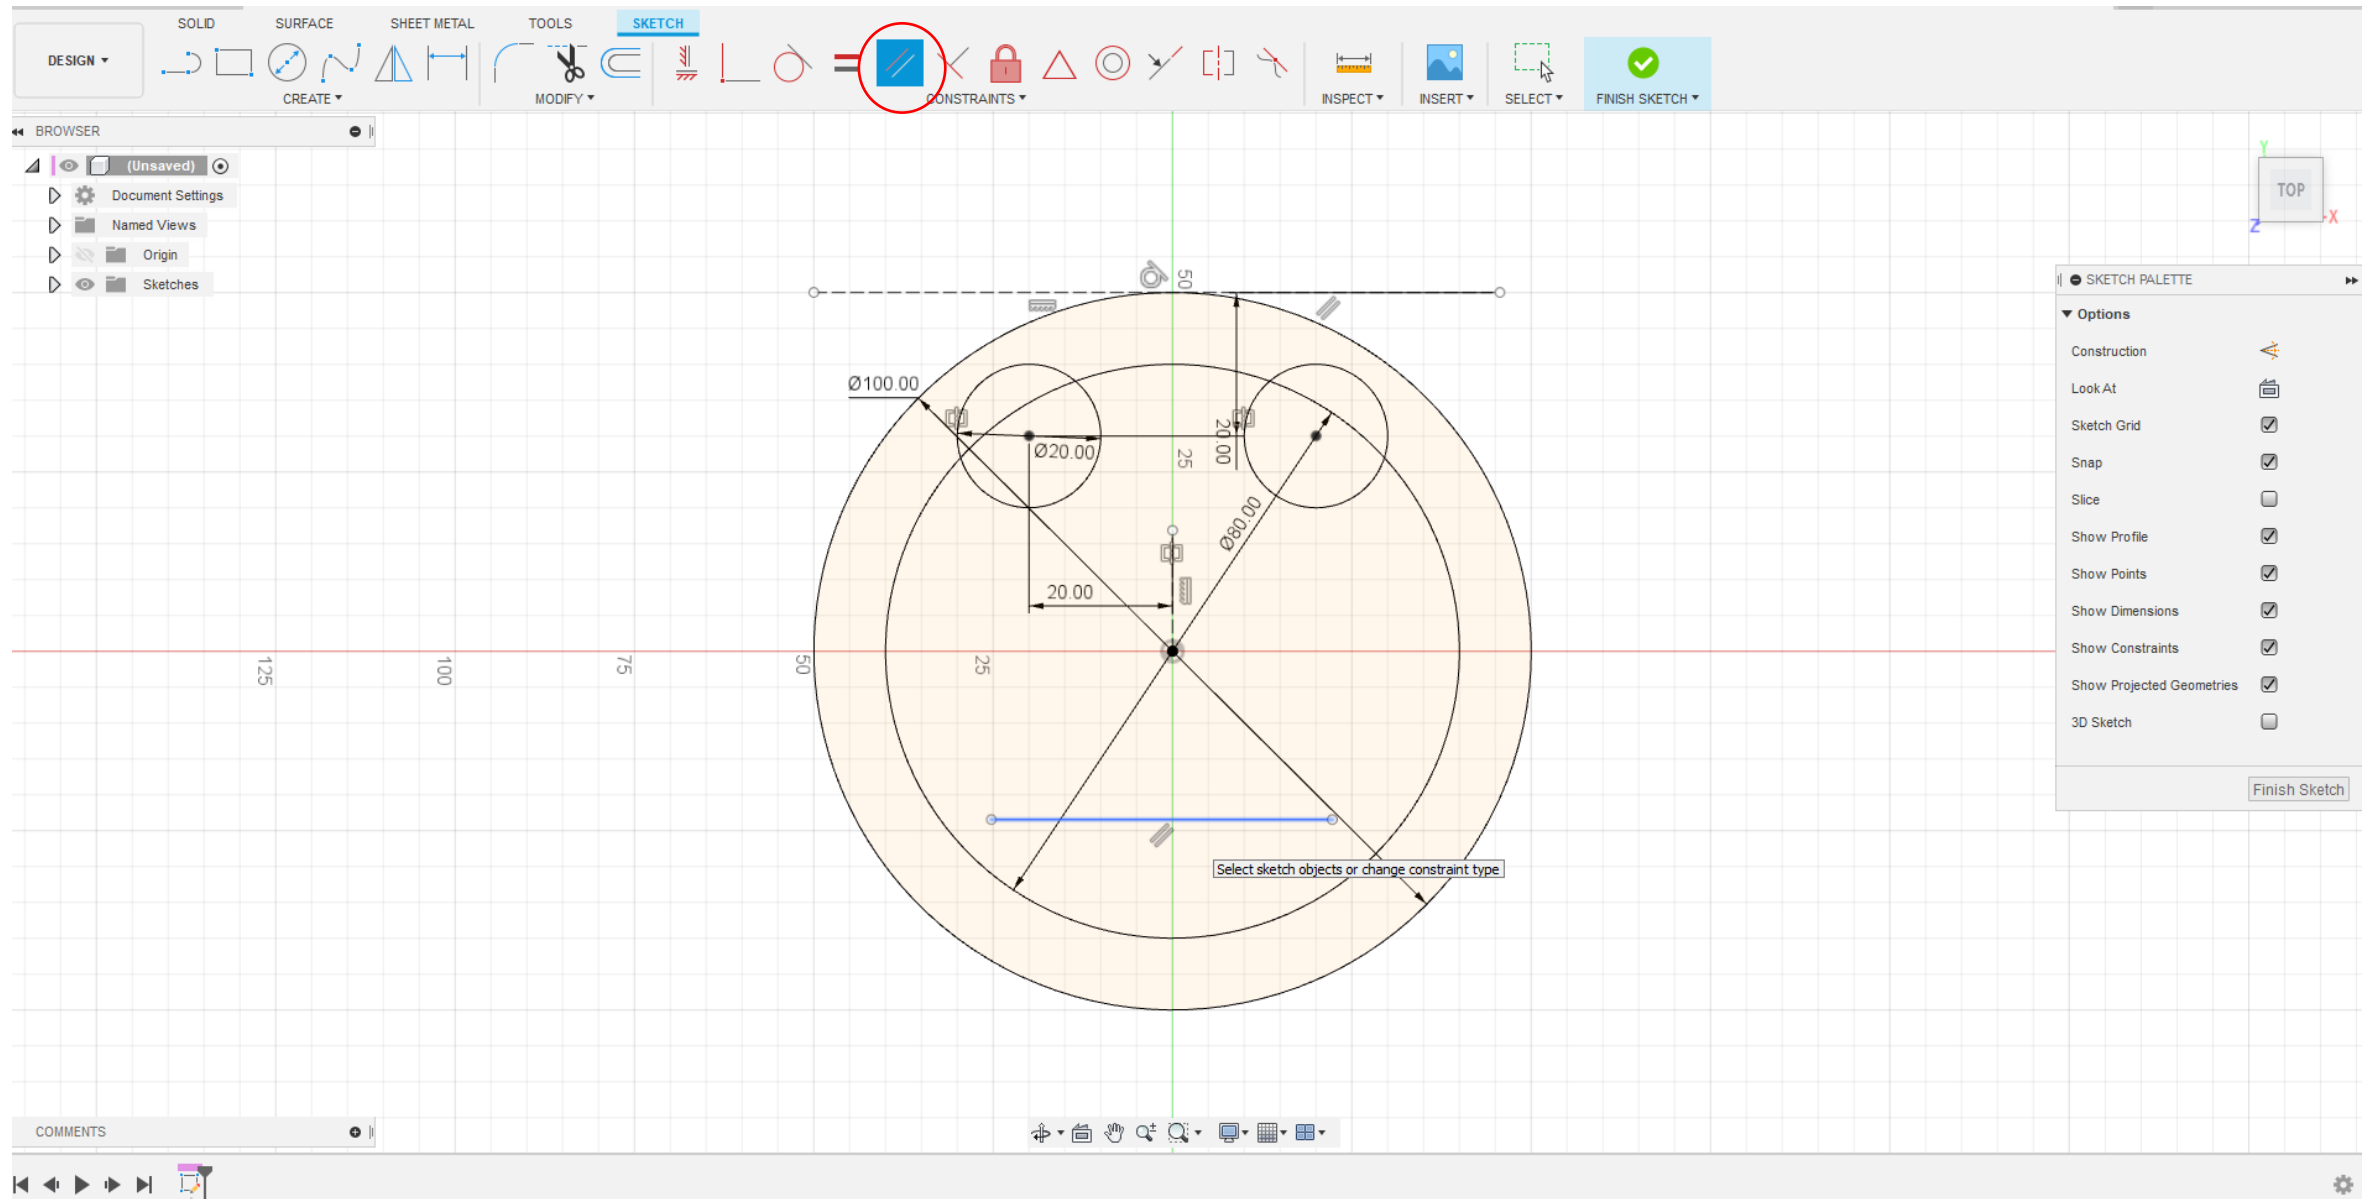 SOLID
SURFACE
SHEET METAL
TOOLS
SKETCH
DESIGN
CREATE
MODIFY
CONSTRAINTS
INSPECT
INSERT
SELECT
FINISH SKETCH
BROWSER
(Unsaved)
Document Settings
Named Views
Origin
Sketches
Y
TOP
X
Z
SKETCH PALETTE
Options
Construction
Look At
Sketch Grid
Snap
Slice
Show Profile
Show Points
Show Dimensions
Show Constraints
Show Projected Geometries
3D Sketch
Finish Sketch
50
Ø100.00
Ø20.00
20.00
25
Ø80.00
20.00
125
100
75
50
25
Select sketch objects or change constraint type
COMMENTS